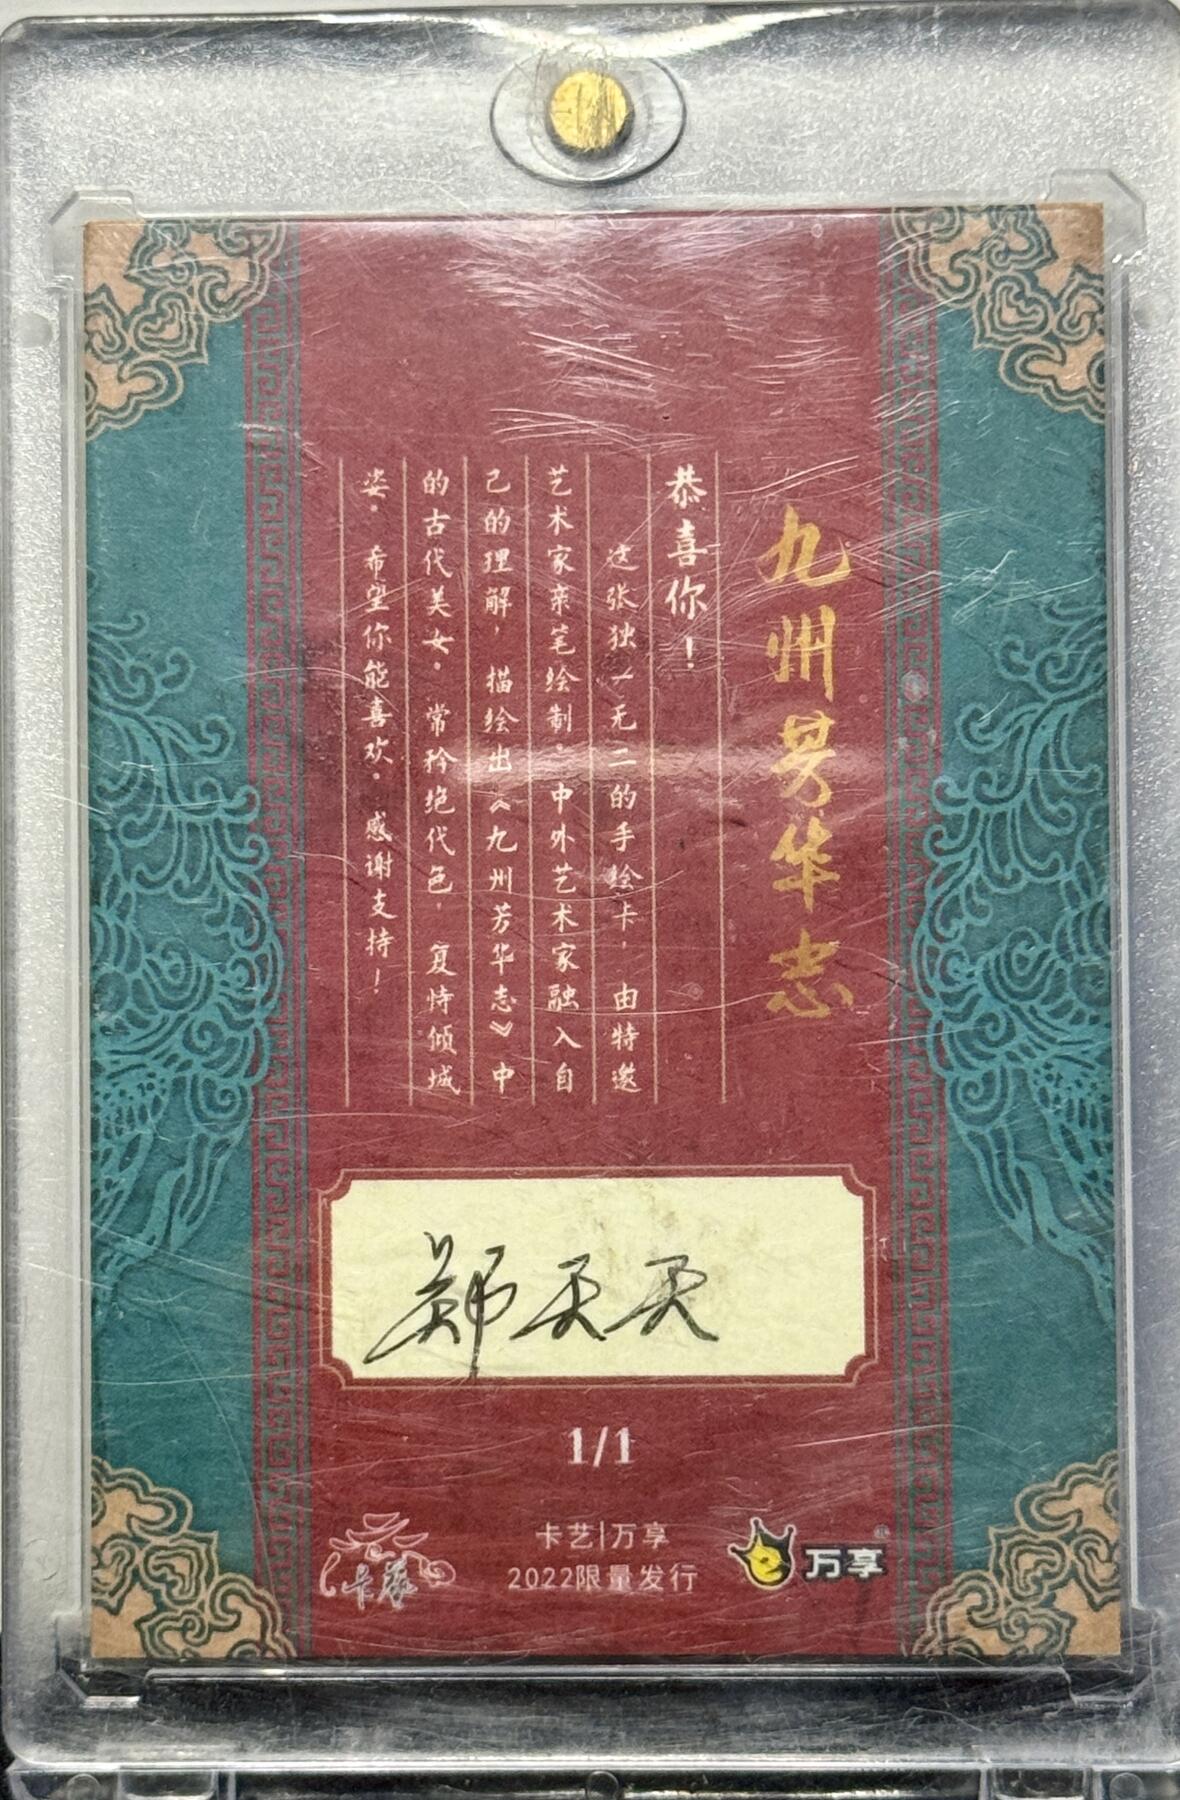 九州芳华志
恭喜你！
这张独一无二的手绘卡，由特邀
艺术家亲笔绘制。中外艺术家融入自
己的理解，描绘出《九州芳华志》中
的古代美女。常矜绝代色，复恃倾城
姿。希望你能喜欢。感谢支持！
郑天天
1/1
卡艺|万享
2022限量发行
卡艺
万享